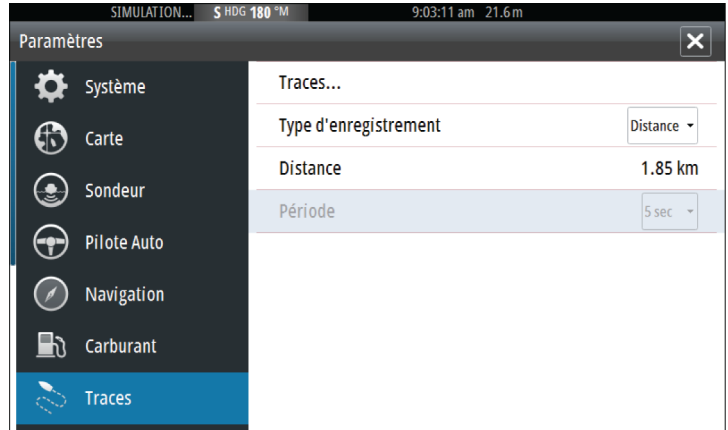 SIMULATION... S HDG 180 °M 9:03:11 am 21.6 m
Paramètres
Système
Carte
Sondeur
Pilote Auto
Navigation
Carburant
Traces
Traces...
Type d'enregistrement Distance
Distance 1.85 km
Période 5 sec